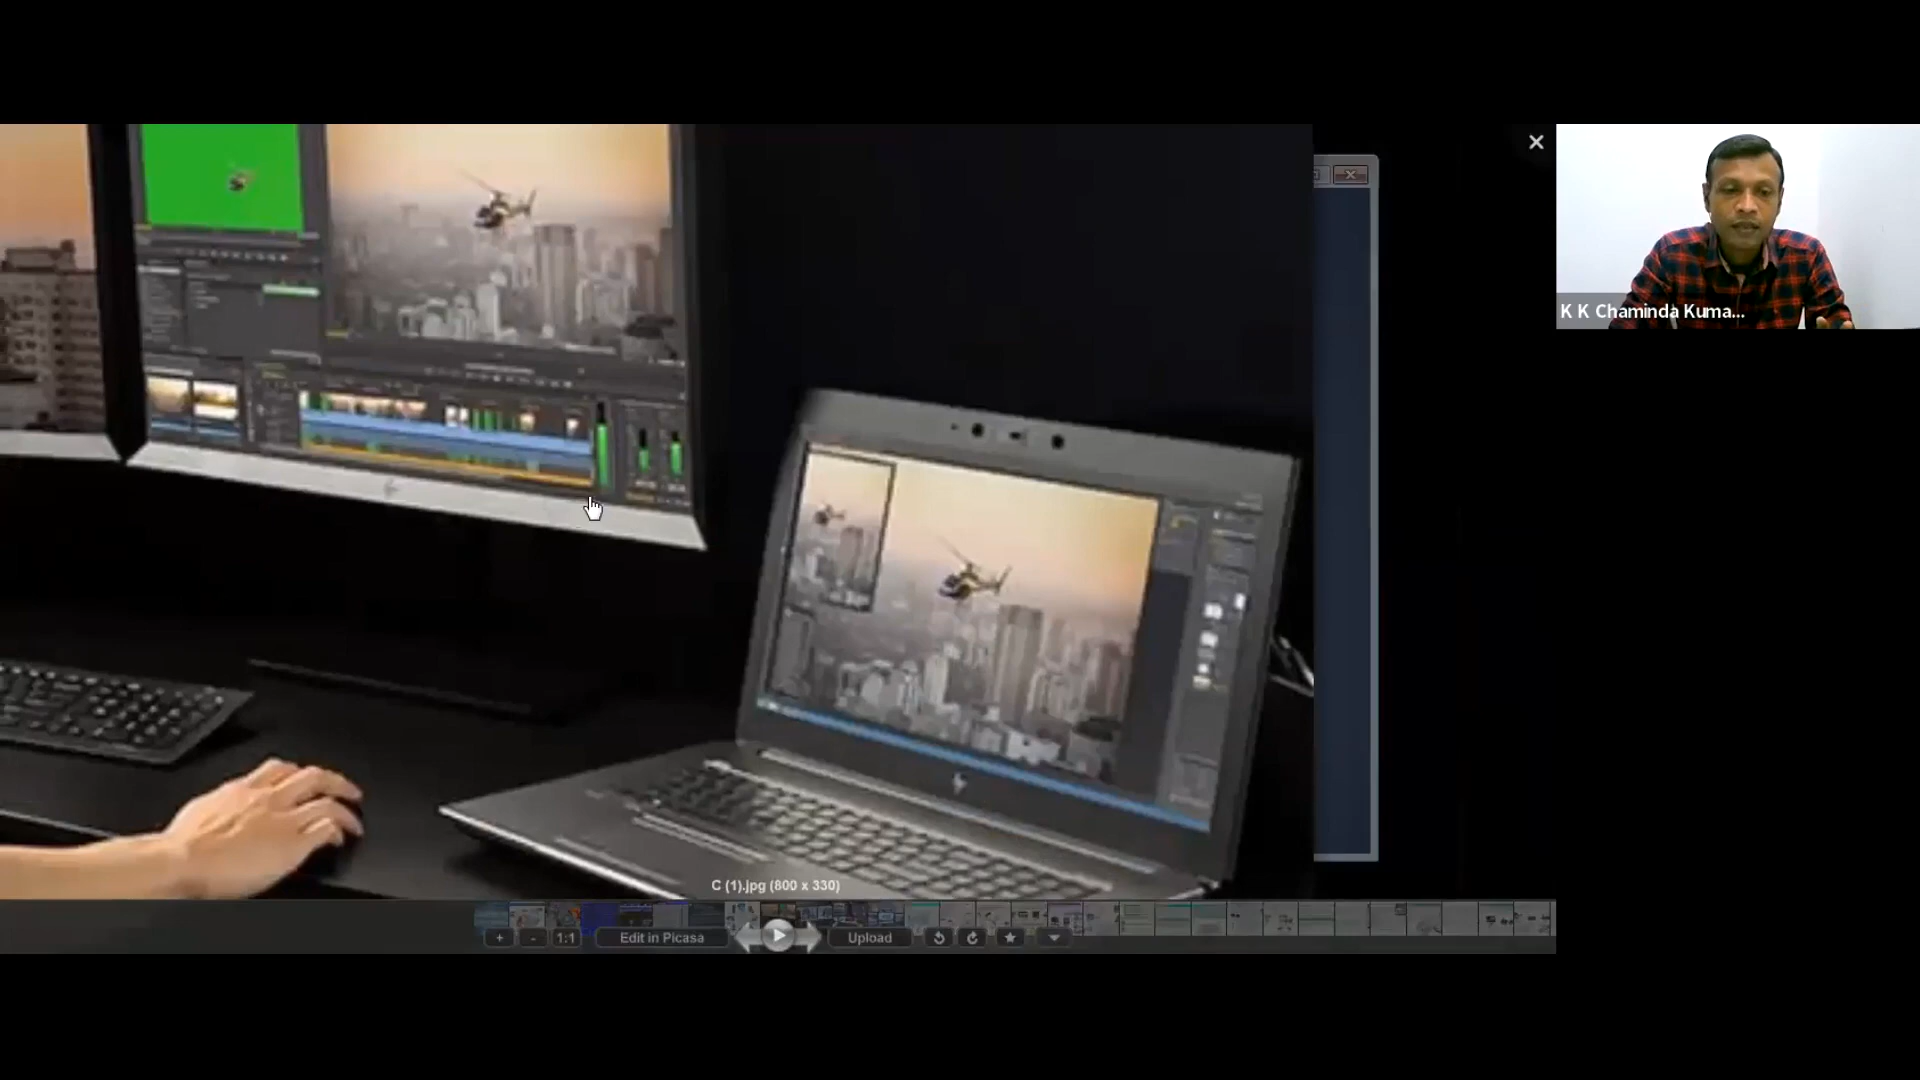 K K Chaminda Kuma...
C (1).jpg (800 x 330)
+ - 1:1 Edit in Picasa Upload